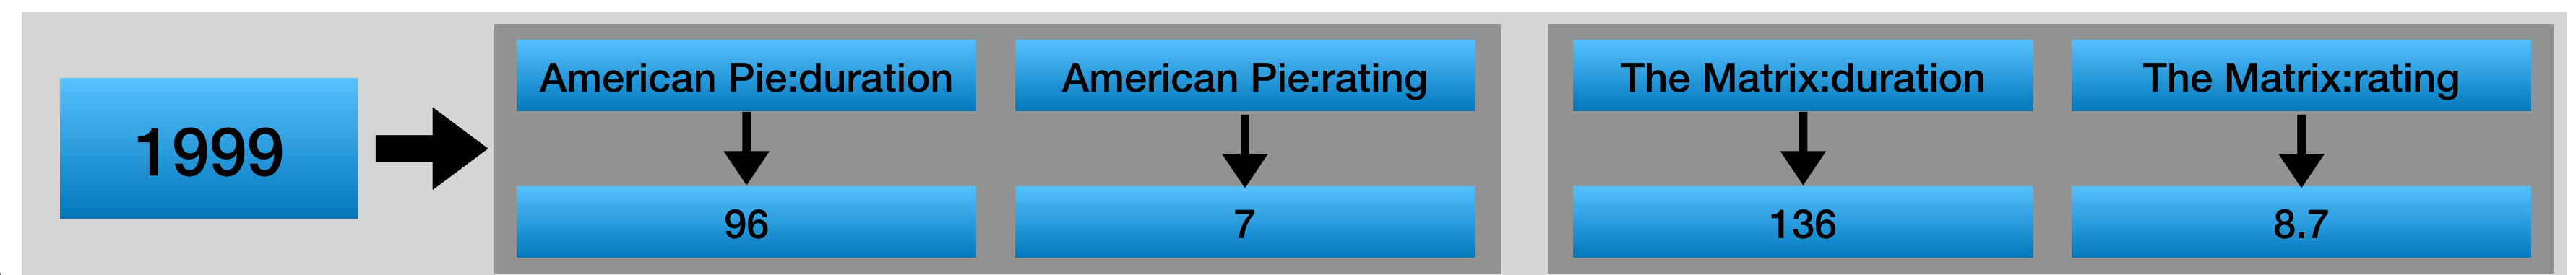 1999
American Pie:duration
96
American Pie:rating
7
The Matrix:duration
136
The Matrix:rating
8.7